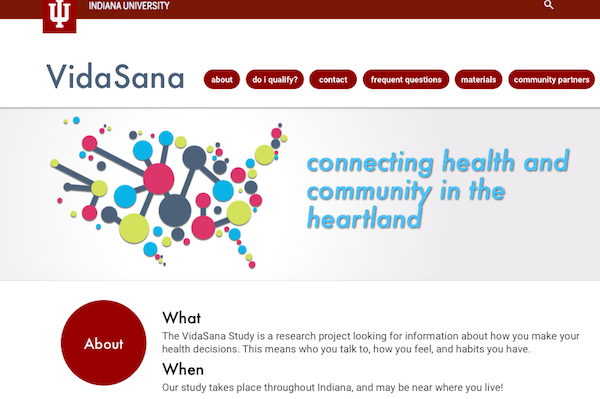 INDIANA UNIVERSITY
VidaSana
about
do i qualify?
contact
frequent questions
materials
community partners
connecting health and
community in the
heartland
About
What
The VidaSana Study is a research project looking for information about how you make your
health decisions. This means who you talk to, how you feel, and habits you have.
When
Our study takes place throughout Indiana, and may be near where you live!